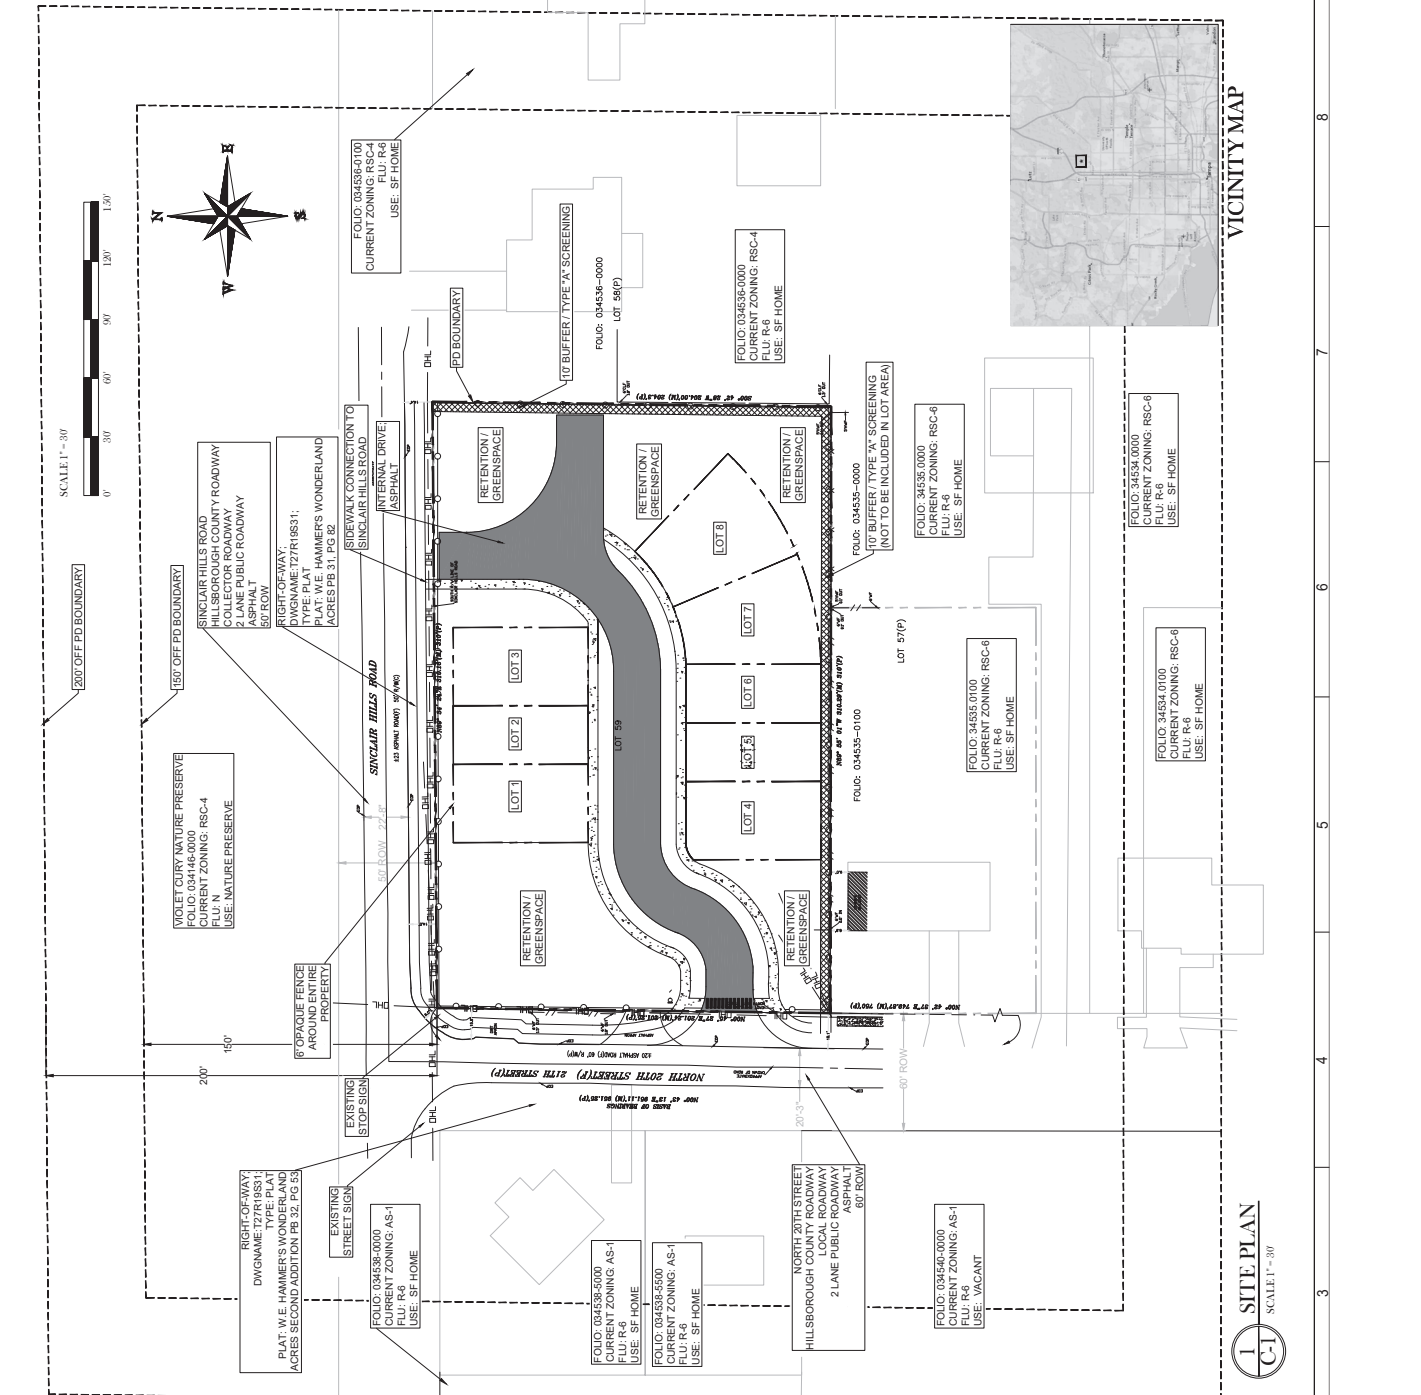 200' OFF PD BOUNDARY
150' OFF PD BOUNDARY
SCALE 1" = 30'
0'
30'
60'
90'
120'
150'
N
E
W
VIOLET CURY NATURE PRESERVE
FOLIO: 034146-0000
CURRENT ZONING: RSC-4
FLU: N
USE: NATURE PRESERVE
SINCLAIR HILLS ROAD
HILLSBOROUGH COUNTY ROADWAY
COLLECTOR ROADWAY
2 LANE PUBLIC ROADWAY
ASPHALT
50' ROW
RIGHT-OF-WAY;
DWGNAME:T27R19S31;
TYPE: PLAT
PLAT: W.E. HAMMER'S WONDERLAND
ACRES PB 31, PG 82
SIDEWALK CONNECTION TO
SINCLAIR HILLS ROAD
INTERNAL DRIVE;
ASPHALT
FOLIO: 034536-0100
CURRENT ZONING: RSC-4
FLU: R-6
USE: SF HOME
PD BOUNDARY
10' BUFFER / TYPE "A" SCREENING
FOLIO: 034536-0000
LOT 58(P)
FOLIO: 034536-0000
CURRENT ZONING: RSC-4
FLU: R-6
USE: SF HOME
VICINITY MAP
SINCLAIR HILLS ROAD
50' ROW
22'-8"
150'
200'
6' OPAQUE FENCE
AROUND ENTIRE
PROPERTY
EXISTING
STOP SIGN
EXISTING
STREET SIGN
RETENTION /
GREENSPACE
RETENTION /
GREENSPACE
RETENTION /
GREENSPACE
RETENTION /
GREENSPACE
RETENTION /
GREENSPACE
LOT 1
LOT 2
LOT 3
LOT 59
LOT 4
LOT 5
LOT 6
LOT 7
LOT 8
OHL
OHL
OHL
OHL
OHL
OHL
FOLIO: 034535-0000
10' BUFFER / TYPE "A" SCREENING
(NOT TO BE INCLUDED IN LOT AREA)
FOLIO: 34535.0000
CURRENT ZONING: RSC-6
FLU: R-6
USE: SF HOME
FOLIO: 34534.0000
CURRENT ZONING: RSC-6
FLU: R-6
USE: SF HOME
LOT 57(P)
FOLIO: 034535-0100
FOLIO: 34535.0100
CURRENT ZONING: RSC-6
FLU: R-6
USE: SF HOME
FOLIO: 34534.0100
CURRENT ZONING: RSC-6
FLU: R-6
USE: SF HOME
NORTH 20TH STREET(F) 21TH STREET(P)
BASIS OF BEARINGS
20'-3"
60' ROW
RIGHT-OF-WAY;
DWGNAME:T27R19S31;
TYPE: PLAT
PLAT: W.E. HAMMER'S WONDERLAND
ACRES SECOND ADDITION PB 32, PG 53
FOLIO: 034538-0000
CURRENT ZONING: AS-1
FLU: R-6
USE: SF HOME
FOLIO: 034538-5000
CURRENT ZONING: AS-1
FLU: R-6
USE: SF HOME
FOLIO: 034538-5500
CURRENT ZONING: AS-1
FLU: R-6
USE: SF HOME
NORTH 20TH STREET
HILLSBOROUGH COUNTY ROADWAY
LOCAL ROADWAY
2 LANE PUBLIC ROADWAY
ASPHALT
60' ROW
FOLIO: 034540-0000
CURRENT ZONING: AS-1
FLU: R-6
USE: VACANT
1
C-1
SITE PLAN
SCALE 1" = 30'
3
4
5
6
7
8